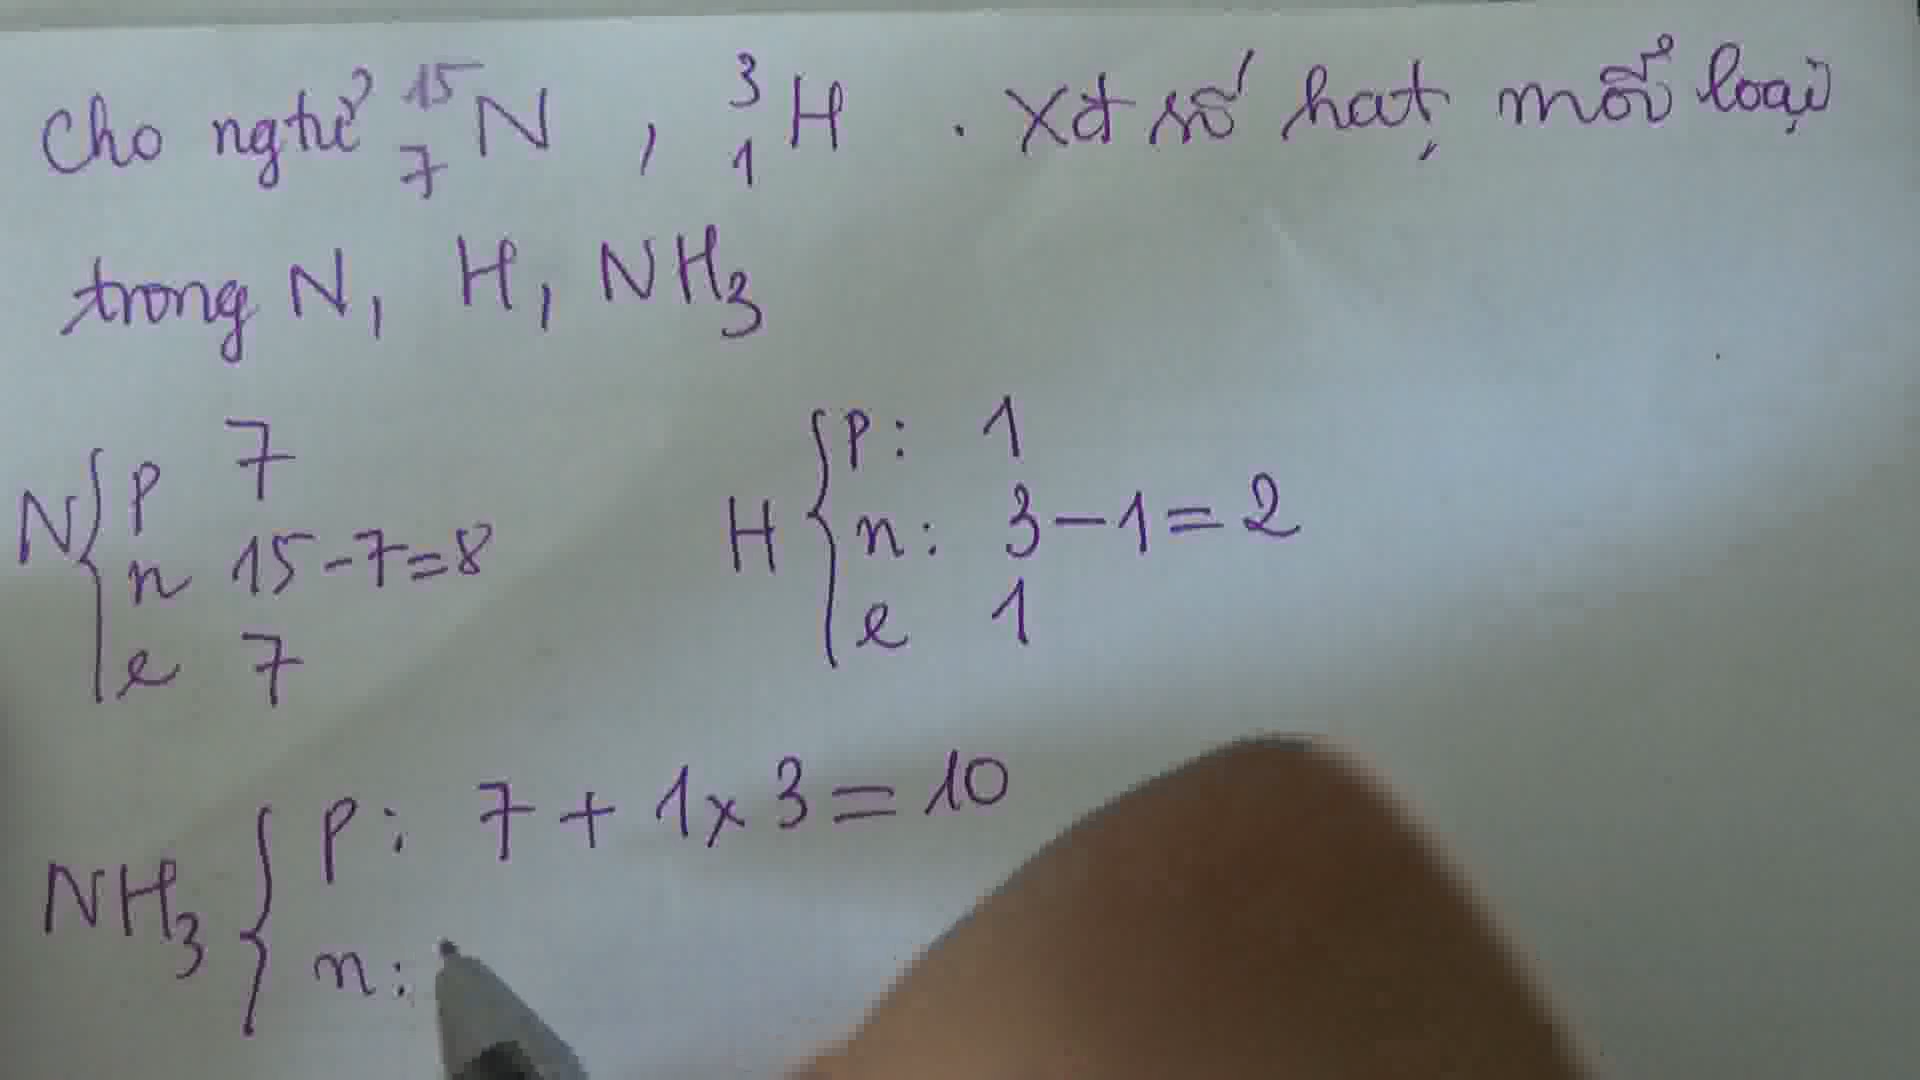 Cho ngtử ¹⁵₇N , ³₁H . Xđ số hạt mỗi loại
trong N, H, NH₃
N { p 7
n 15-7=8
e 7
H { p: 1
n: 3-1=2
e 1
NH₃ { p: 7 + 1x3 = 10
n: